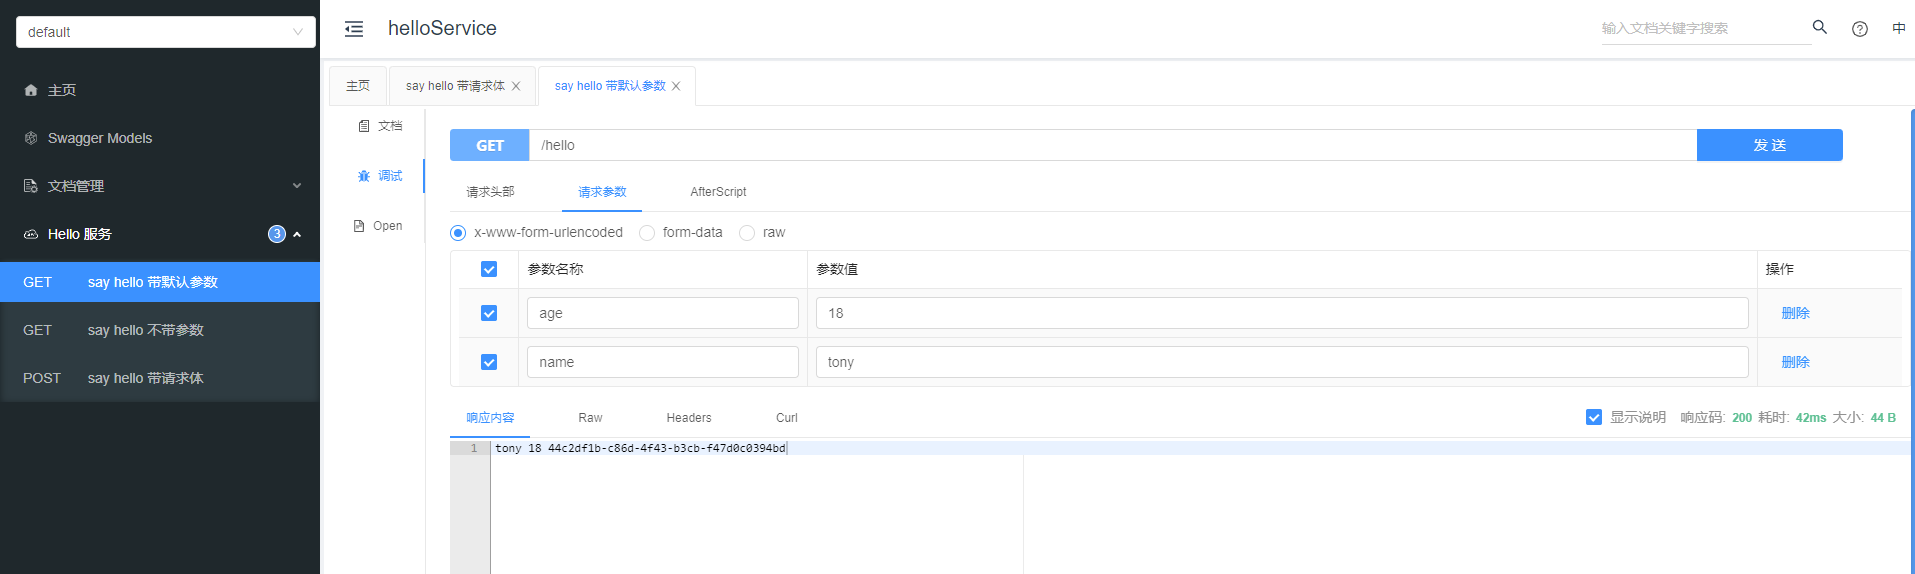 default
主页
Swagger Models
文档管理
Hello 服务 3
GET say hello 带默认参数
GET say hello 不带参数
POST say hello 带请求体
helloService
输入文档关键字搜索
中
主页 say hello 带请求体 say hello 带默认参数
文档
调试
Open
GET /hello 发 送
请求头部 请求参数 AfterScript
x-www-form-urlencoded form-data raw
参数名称 参数值 操作
age 18 删除
name tony 删除
响应内容 Raw Headers Curl 显示说明 响应码: 200 耗时: 42ms 大小: 44 B
1 tony 18 44c2df1b-c86d-4f43-b3cb-f47d0c0394bd